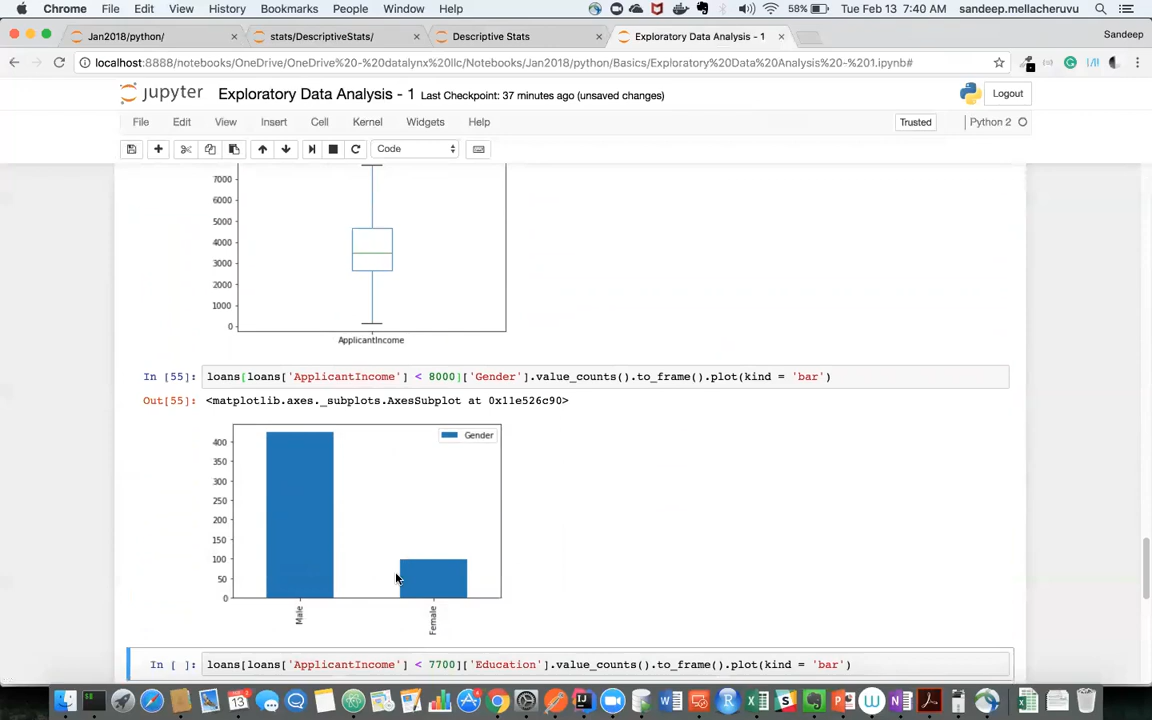 Chrome File Edit View History Bookmarks People Window Help 58% Tue Feb 13 7:40 AM sandeep.mellacheruvu
Jan2018/python/ stats/DescriptiveStats/ Descriptive Stats Exploratory Data Analysis - 1 Sandeep
localhost:8888/notebooks/OneDrive/OneDrive%20-%20datalynx%20llc/Notebooks/Jan2018/python/Basics/Exploratory%20Data%20Analysis%20-%201.ipynb#
jupyter Exploratory Data Analysis - 1 Last Checkpoint: 37 minutes ago (unsaved changes) Logout
File Edit View Insert Cell Kernel Widgets Help Trusted Python 2
Code
7000
6000
5000
4000
3000
2000
1000
0
ApplicantIncome
In [55]: loans[loans['ApplicantIncome'] < 8000]['Gender'].value_counts().to_frame().plot(kind = 'bar')
Out[55]: <matplotlib.axes._subplots.AxesSubplot at 0x11e526c90>
Gender
400
350
300
250
200
150
100
50
0
Male Female
In [ ]: loans[loans['ApplicantIncome'] < 7700]['Education'].value_counts().to_frame().plot(kind = 'bar')